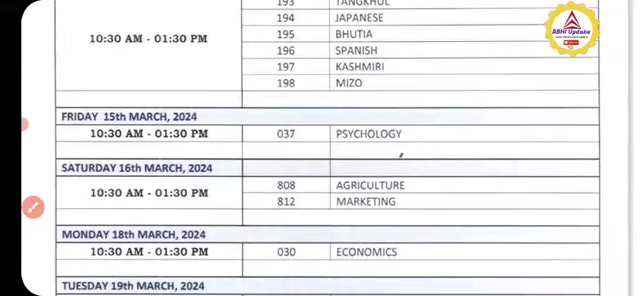 193 TANGKHUL
194 JAPANESE
10:30 AM - 01:30 PM 195 BHUTIA
196 SPANISH
197 KASHMIRI
198 MIZO
FRIDAY 15th MARCH, 2024
10:30 AM - 01:30 PM 037 PSYCHOLOGY
SATURDAY 16th MARCH, 2024
10:30 AM - 01:30 PM 808 AGRICULTURE
812 MARKETING
MONDAY 18th MARCH, 2024
10:30 AM - 01:30 PM 030 ECONOMICS
TUESDAY 19th MARCH, 2024
ABHI Update